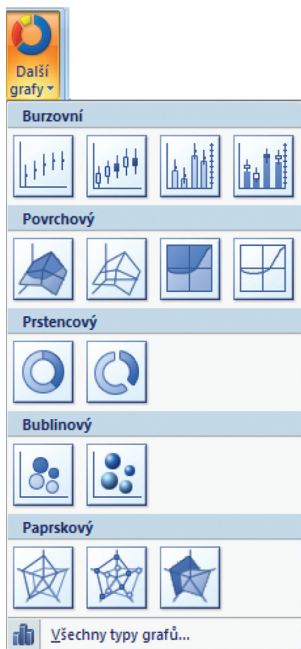 Další
grafy
Burzovní
Povrchový
Prstencový
Bublinový
Paprskový
Všechny typy grafů...